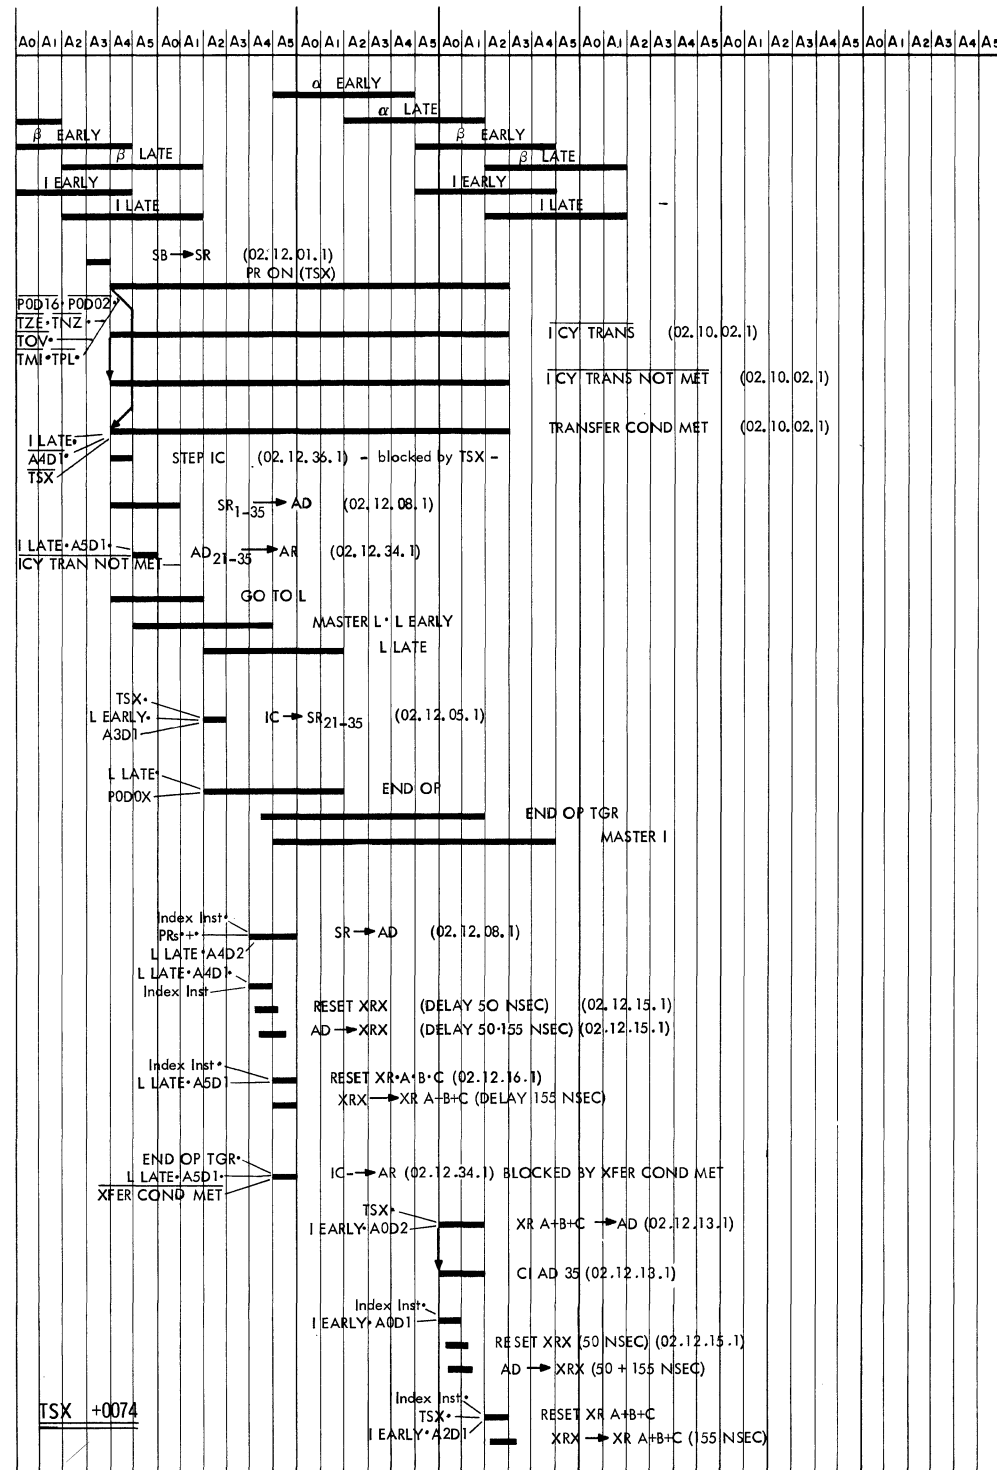 A0 A1 A2 A3 A4 A5 A0 A1 A2 A3 A4 A5 A0 A1 A2 A3 A4 A5 A0 A1 A2 A3 A4 A5 A0 A1 A2 A3 A4 A5 A0 A1 A2 A3 A4 A5 A0 A1 A2 A3 A4 A5
α EARLY
α LATE
β EARLY
β EARLY
β LATE
β LATE
I EARLY
I EARLY
I LATE
I LATE
SB→SR (02.12.01.1)
PR ON (TSX)
POD16·POD02·
TZE·TNZ·
TOV·
TMI·TPL·
ICY TRANS (02.10.02.1)
ICY TRANS NOT MET (02.10.02.1)
TRANSFER COND MET (02.10.02.1)
I LATE·
A4D1·
TSX
STEP IC (02.12.36.1) - blocked by TSX -
SR1-35→AD (02.12.08.1)
I LATE·A5D1·
ICY TRAN NOT MET
AD21-35→AR (02.12.34.1)
GO TO L
MASTER L·L EARLY
L LATE
TSX·
L EARLY·
A3D1
IC→SR21-35 (02.12.05.1)
L LATE·
POD0X
END OP
END OP TGR
MASTER I
Index Inst·
PRs·+·
L LATE·A4D2
SR→AD (02.12.08.1)
L LATE·A4D1·
Index Inst
RESET XRX (DELAY 50 NSEC) (02.12.15.1)
AD→XRX (DELAY 50·155 NSEC) (02.12.15.1)
Index Inst·
L LATE·A5D1
RESET XR·A·B·C (02.12.16.1)
XRX→XR A+B+C (DELAY 155 NSEC)
END OP TGR·
L LATE·A5D1·
XFER COND MET
IC-→AR (02.12.34.1) BLOCKED BY XFER COND MET
TSX·
I EARLY·A0D2
XR A+B+C →AD (02.12.13.1)
CI AD 35 (02.12.13.1)
Index Inst·
I EARLY·A0D1
RESET XRX (50 NSEC) (02.12.15.1)
AD → XRX (50 + 155 NSEC)
Index Inst·
TSX·
I EARLY·A2D1
RESET XR A+B+C
XRX → XR A+B+C (155 NSEC)
TSX +0074